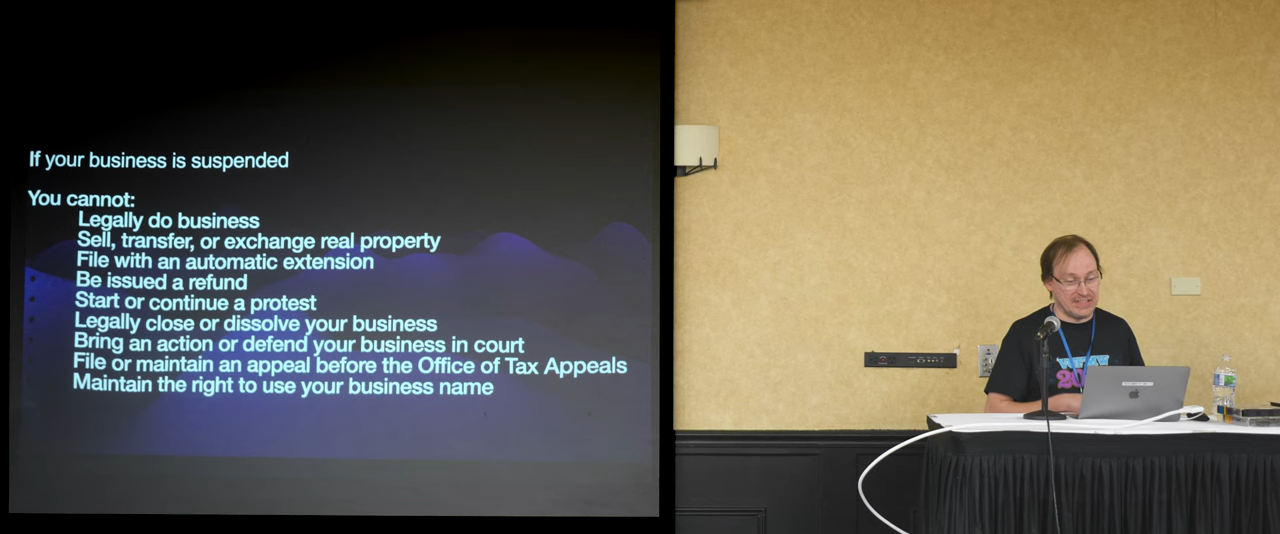 If your business is suspended
You cannot:
Legally do business
Sell, transfer, or exchange real property
File with an automatic extension
Be issued a refund
Start or continue a protest
Legally close or dissolve your business
Bring an action or defend your business in court
File or maintain an appeal before the Office of Tax Appeals
Maintain the right to use your business name